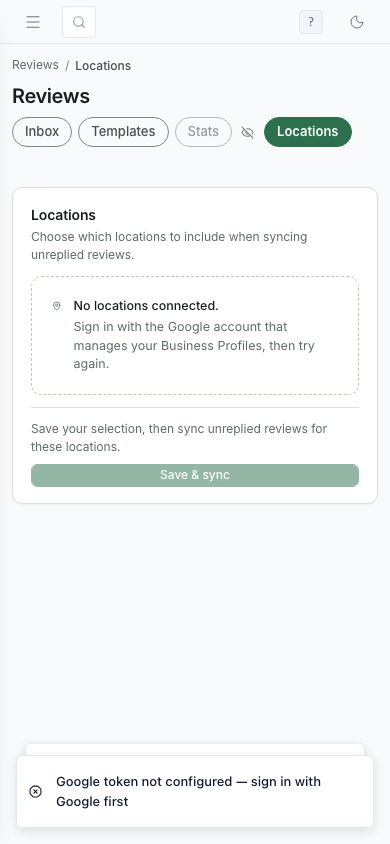 ?
Reviews / Locations
Reviews
Inbox Templates Stats Locations
Locations
Choose which locations to include when syncing
unreplied reviews.
No locations connected.
Sign in with the Google account that
manages your Business Profiles, then try
again.
Save your selection, then sync unreplied reviews for
these locations.
Save & sync
Google token not configured — sign in with
Google first